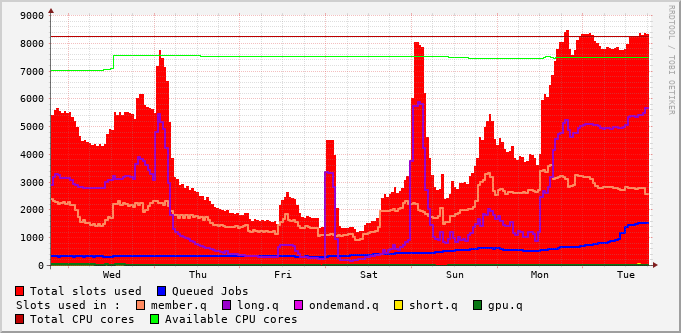 9000
8000
7000
6000
5000
4000
3000
2000
1000
0
Wed Thu Fri Sat Sun Mon Tue
RRDTOOL / TOBI OETIKER
Total slots used Queued Jobs
Slots used in : member.q long.q ondemand.q short.q gpu.q
Total CPU cores Available CPU cores